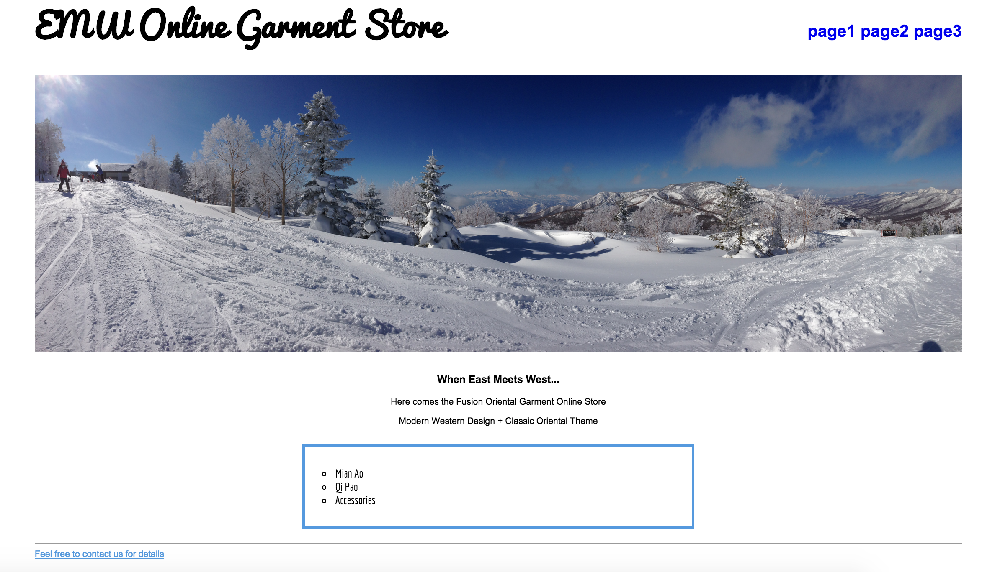 EMW Online Garment Store
page1 page2 page3
When East Meets West...
Here comes the Fusion Oriental Garment Online Store
Modern Western Design + Classic Oriental Theme
Mian Ao
Qi Pao
Accessories
Feel free to contact us for details